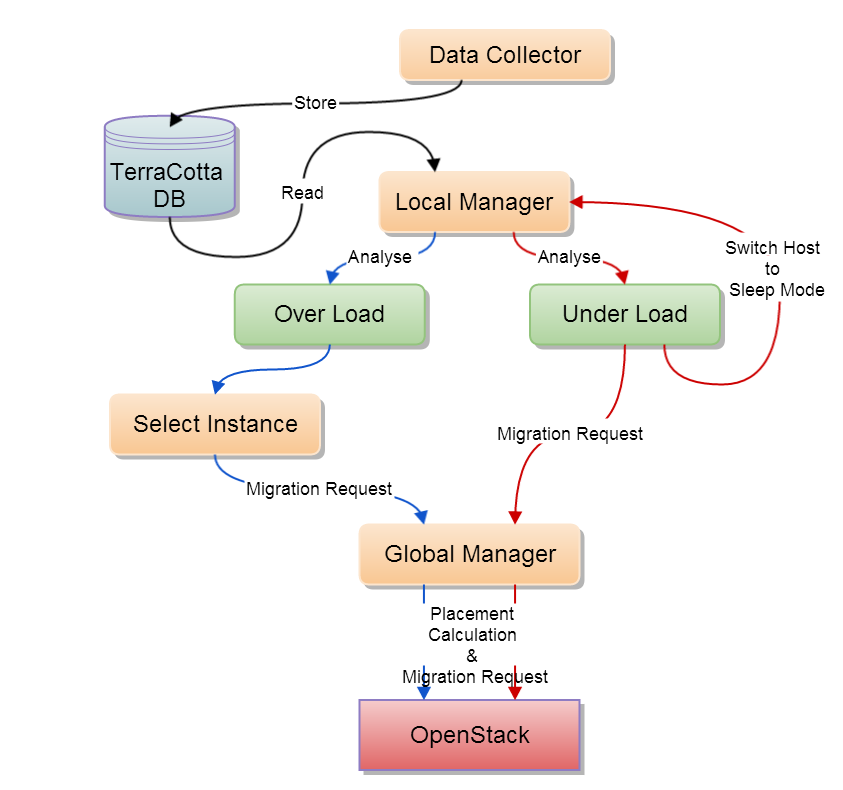 Data Collector
Store
TerraCotta
DB
Read
Local Manager
Analyse
Analyse
Switch Host
to
Sleep Mode
Over Load
Under Load
Select Instance
Migration Request
Migration Request
Global Manager
Placement
Calculation
&
Migration Request
OpenStack